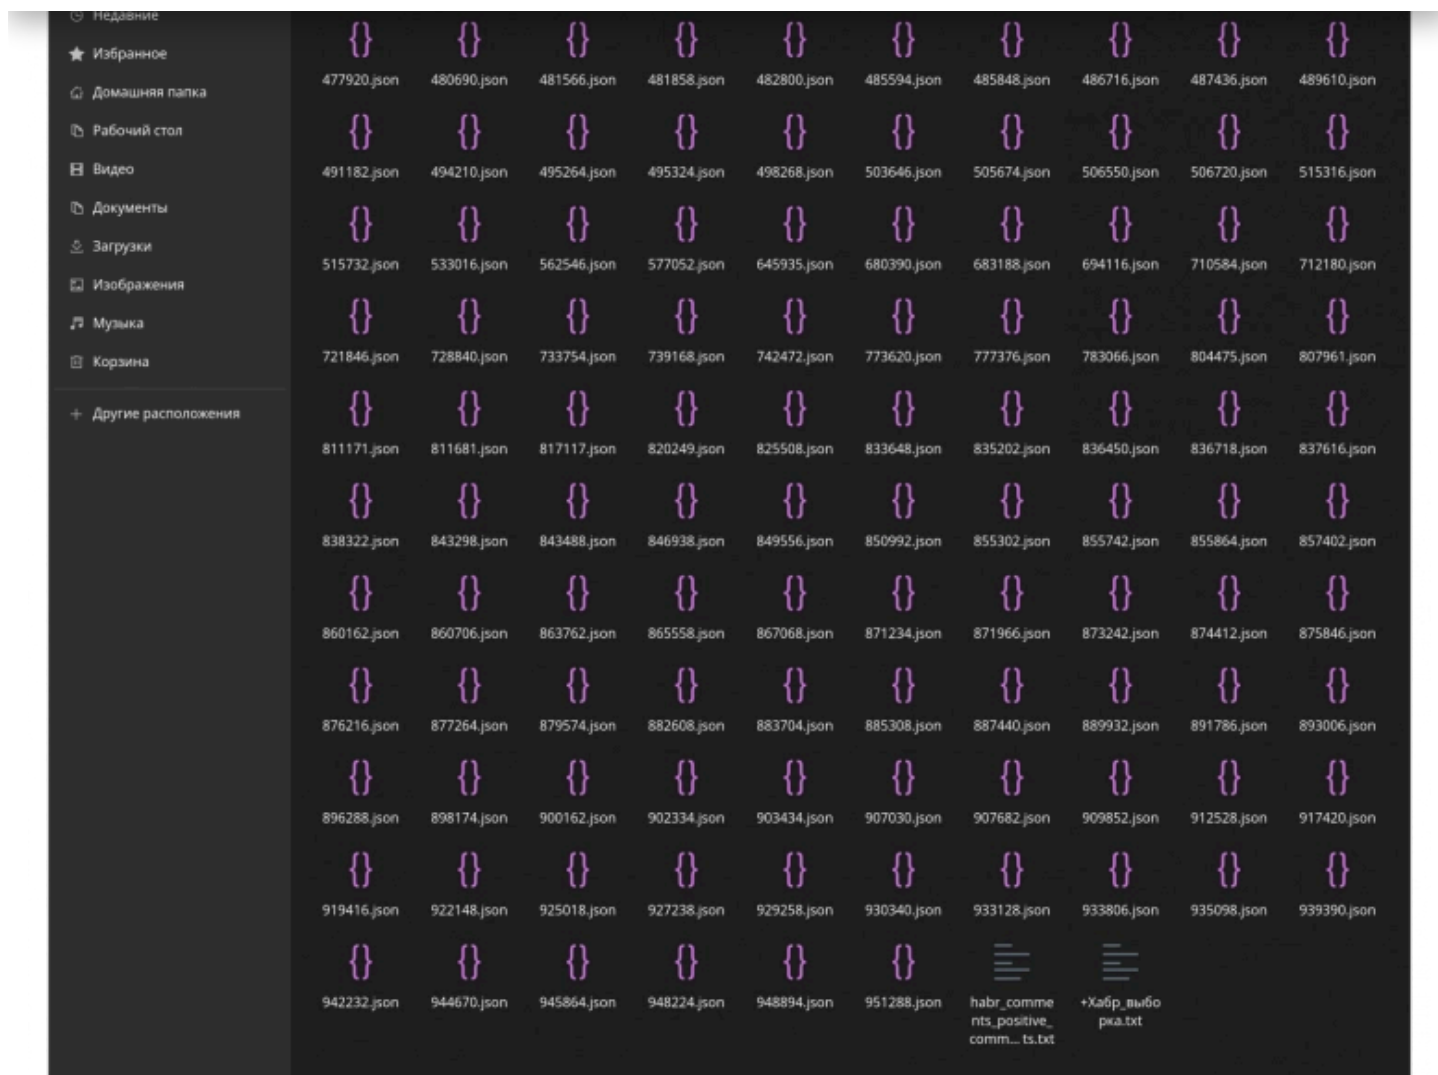 Недавние
Избранное
Домашняя папка
Рабочий стол
Видео
Документы
Загрузки
Изображения
Музыка
Корзина
Другие расположения
477920.json 480690.json 481566.json 481858.json 482800.json 485594.json 485848.json 486716.json 487436.json 489610.json
491182.json 494210.json 495264.json 495324.json 498268.json 503646.json 505674.json 506550.json 506720.json 515316.json
515732.json 533016.json 562546.json 577052.json 645935.json 680390.json 683188.json 694116.json 710584.json 712180.json
721846.json 728840.json 733754.json 739168.json 742472.json 773620.json 777376.json 783066.json 804475.json 807961.json
811171.json 811681.json 817117.json 820249.json 825508.json 833648.json 835202.json 836450.json 836718.json 837616.json
838322.json 843298.json 843488.json 846938.json 849556.json 850992.json 855302.json 855742.json 855864.json 857402.json
860162.json 860706.json 863762.json 865558.json 867068.json 871234.json 871966.json 873242.json 874412.json 875846.json
876216.json 877264.json 879574.json 882608.json 883704.json 885308.json 887440.json 889932.json 891786.json 893006.json
896288.json 898174.json 900162.json 902334.json 903434.json 907030.json 907682.json 909852.json 912528.json 917420.json
919416.json 922148.json 925018.json 927238.json 929258.json 930340.json 933128.json 933806.json 935098.json 939390.json
942232.json 944670.json 945864.json 948224.json 948894.json 951288.json habr_comme +Хабр_выбо
nts_positive_ рка.txt
comm... ts.txt